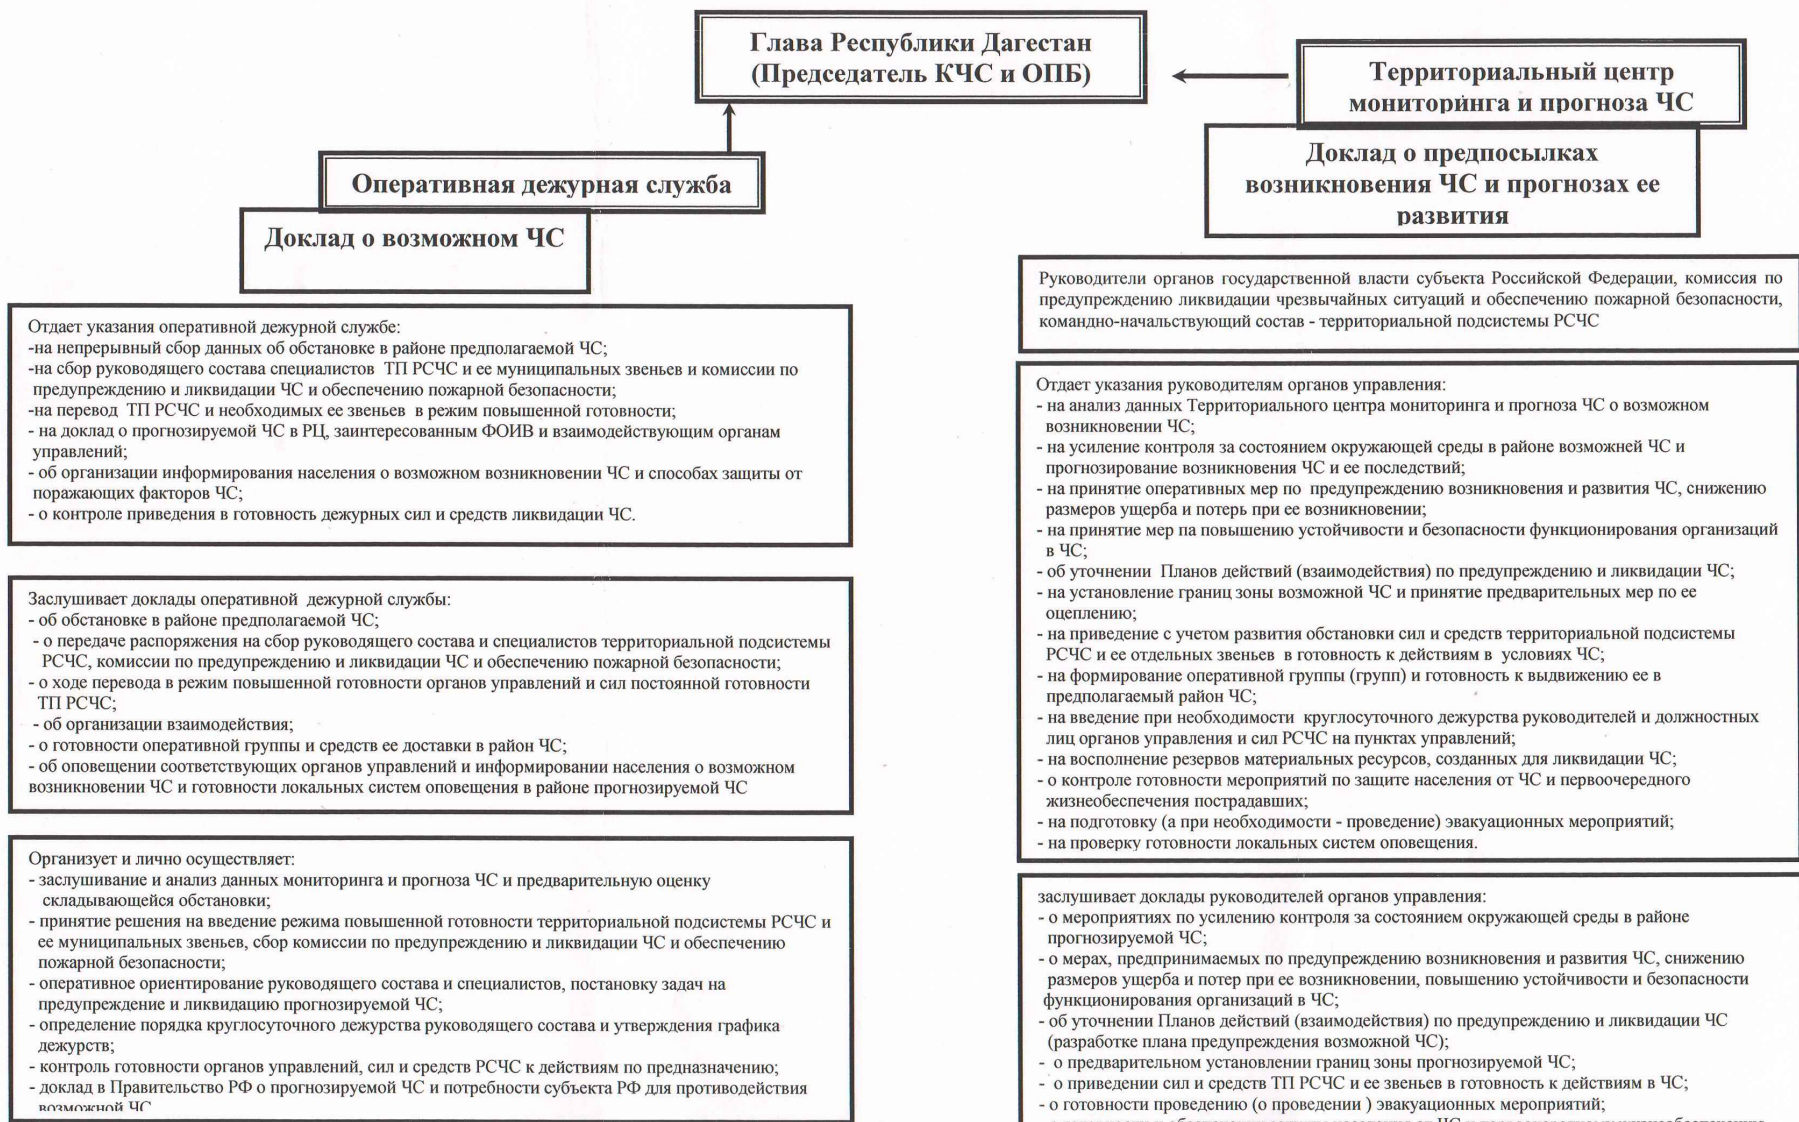 Глава Республики Дагестан
(Председатель КЧС и ОПБ)
Территориальный центр
мониторинга и прогноза ЧС
Доклад о предпосылках
возникновения ЧС и прогнозах ее
развития
Оперативная дежурная служба
Доклад о возможном ЧС
Отдает указания оперативной дежурной службе:
-на непрерывный сбор данных об обстановке в районе предполагаемой ЧС;
-на сбор руководящего состава специалистов ТП РСЧС и ее муниципальных звеньев и комиссии по
предупреждению и ликвидации ЧС и обеспечению пожарной безопасности;
-на перевод ТП РСЧС и необходимых ее звеньев в режим повышенной готовности;
- на доклад о прогнозируемой ЧС в РЦ, заинтересованным ФОИВ и взаимодействующим органам
управлений;
- об организации информирования населения о возможном возникновении ЧС и способах защиты от
поражающих факторов ЧС;
- о контроле приведения в готовность дежурных сил и средств ликвидации ЧС.
Заслушивает доклады оперативной дежурной службы:
- об обстановке в районе предполагаемой ЧС;
- о передаче распоряжения на сбор руководящего состава и специалистов территориальной подсистемы
РСЧС, комиссии по предупреждению и ликвидации ЧС и обеспечению пожарной безопасности;
- о ходе перевода в режим повышенной готовности органов управлений и сил постоянной готовности
ТП РСЧС;
- об организации взаимодействия;
- о готовности оперативной группы и средств ее доставки в район ЧС;
- об оповещении соответствующих органов управлений и информировании населения о возможном
возникновении ЧС и готовности локальных систем оповещения в районе прогнозируемой ЧС
Организует и лично осуществляет:
- заслушивание и анализ данных мониторинга и прогноза ЧС и предварительную оценку
складывающейся обстановки;
- принятие решения на введение режима повышенной готовности территориальной подсистемы РСЧС и
ее муниципальных звеньев, сбор комиссии по предупреждению и ликвидации ЧС и обеспечению
пожарной безопасности;
- оперативное ориентирование руководящего состава и специалистов, постановку задач на
предупреждение и ликвидацию прогнозируемой ЧС;
- определение порядка круглосуточного дежурства руководящего состава и утверждения графика
дежурств;
- контроль готовности органов управлений, сил и средств РСЧС к действиям по предназначению;
- доклад в Правительство РФ о прогнозируемой ЧС и потребности субъекта РФ для противодействия
возможной ЧС
Руководители органов государственной власти субъекта Российской Федерации, комиссия по
предупреждению ликвидации чрезвычайных ситуаций и обеспечению пожарной безопасности,
командно-начальствующий состав - территориальной подсистемы РСЧС
Отдает указания руководителям органов управления:
- на анализ данных Территориального центра мониторинга и прогноза ЧС о возможном
возникновении ЧС;
- на усиление контроля за состоянием окружающей среды в районе возможней ЧС и
прогнозирование возникновения ЧС и ее последствий;
- на принятие оперативных мер по предупреждению возникновения и развития ЧС, снижению
размеров ущерба и потерь при ее возникновении;
- на принятие мер па повышению устойчивости и безопасности функционирования организаций
в ЧС;
- об уточнении Планов действий (взаимодействия) по предупреждению и ликвидации ЧС;
- на установление границ зоны возможной ЧС и принятие предварительных мер по ее
оцеплению;
- на приведение с учетом развития обстановки сил и средств территориальной подсистемы
РСЧС и ее отдельных звеньев в готовность к действиям в условиях ЧС;
- на формирование оперативной группы (групп) и готовность к выдвижению ее в
предполагаемый район ЧС;
- на введение при необходимости круглосуточного дежурства руководителей и должностных
лиц органов управления и сил РСЧС на пунктах управлений;
- на восполнение резервов материальных ресурсов, созданных для ликвидации ЧС;
- о контроле готовности мероприятий по защите населения от ЧС и первоочередного
жизнеобеспечения пострадавших;
- на подготовку (а при необходимости - проведение) эвакуационных мероприятий;
- на проверку готовности локальных систем оповещения.
заслушивает доклады руководителей органов управления:
- о мероприятиях по усилению контроля за состоянием окружающей среды в районе
прогнозируемой ЧС;
- о мерах, предпринимаемых по предупреждению возникновения и развития ЧС, снижению
размеров ущерба и потер при ее возникновении, повышению устойчивости и безопасности
функционирования организаций в ЧС;
- об уточнении Планов действий (взаимодействия) по предупреждению и ликвидации ЧС
(разработке плана предупреждения возможной ЧС);
- о предварительном установлении границ зоны прогнозируемой ЧС;
- о приведении сил и средств ТП РСЧС и ее звеньев в готовность к действиям в ЧС;
- о готовности проведению (о проведении ) эвакуационных мероприятий;